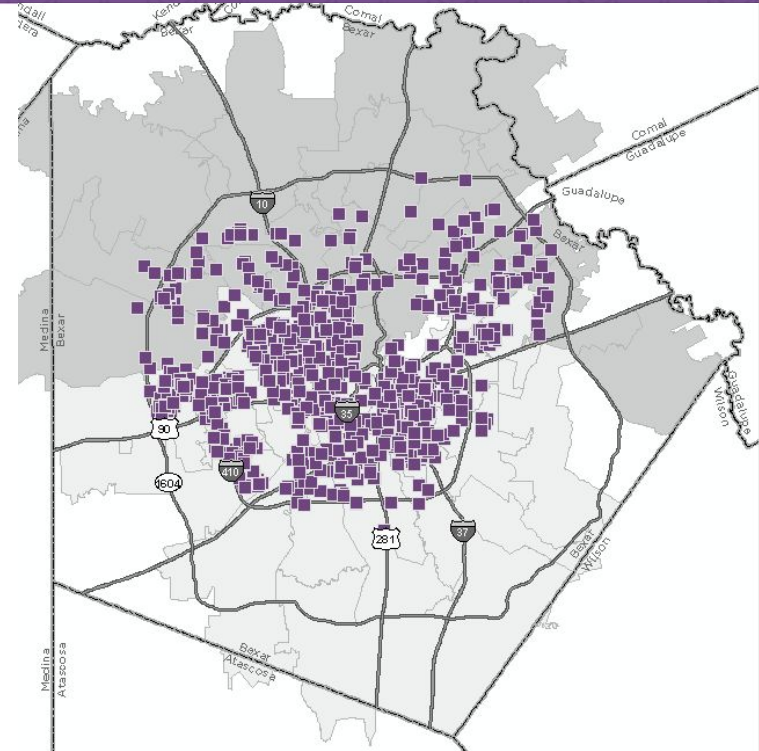 Comal
Bexar
Bexar
Comal
Guadalupe
Guadalupe
Bexar
10
Medina
Bexar
Guadalupe
Wilson
35
90
410
1604
281
37
Bexar
Wilson
Bexar
Atascosa
Medina
Atascosa